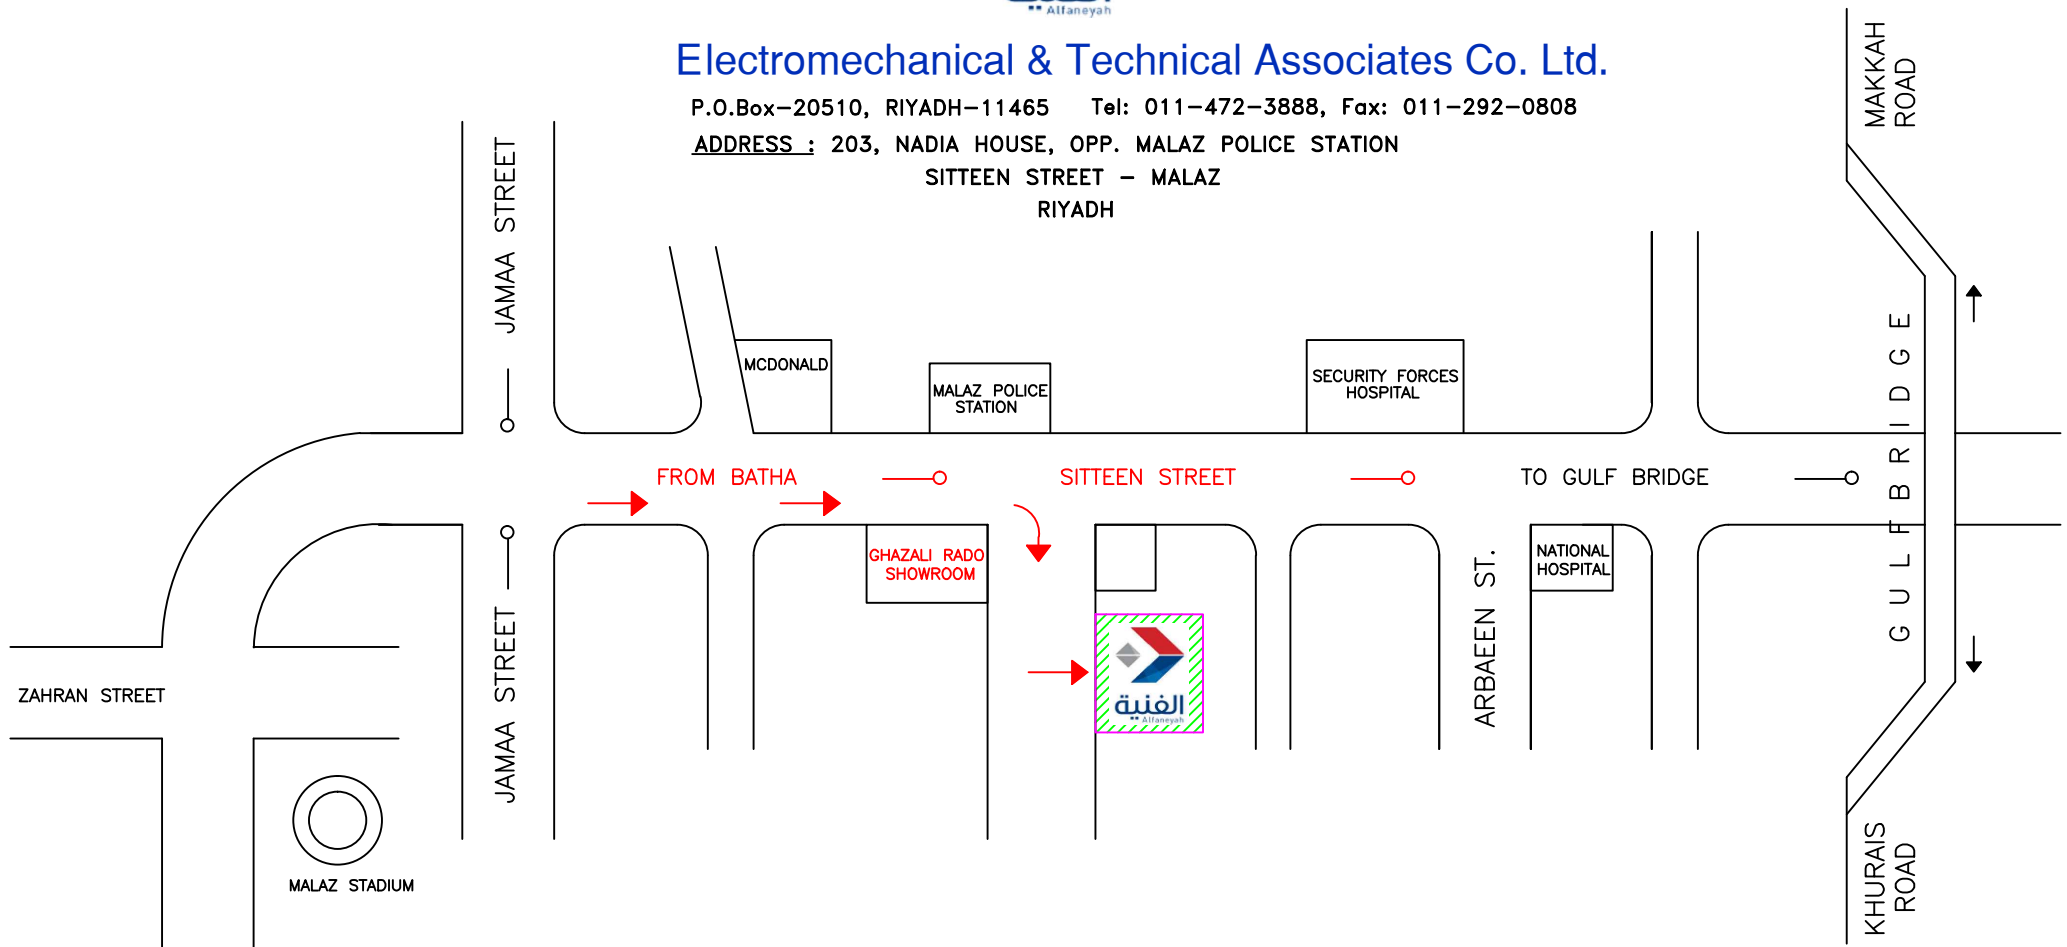 Alfaneyah
Electromechanical & Technical Associates Co. Ltd.
P.O.Box-20510, RIYADH-11465 Tel: 011-472-3888, Fax: 011-292-0808
ADDRESS : 203, NADIA HOUSE, OPP. MALAZ POLICE STATION
SITTEEN STREET - MALAZ
RIYADH
MAKKAH
ROAD
JAMAA STREET
MCDONALD
MALAZ POLICE
STATION
SECURITY FORCES
HOSPITAL
GULFBRIDGE
FROM BATHA
SITTEEN STREET
TO GULF BRIDGE
GHAZALI RADO
SHOWROOM
NATIONAL
HOSPITAL
ARBAEEN ST.
الفنية
Alfaneyah
ZAHRAN STREET
JAMAA STREET
MALAZ STADIUM
KHURAIS
ROAD